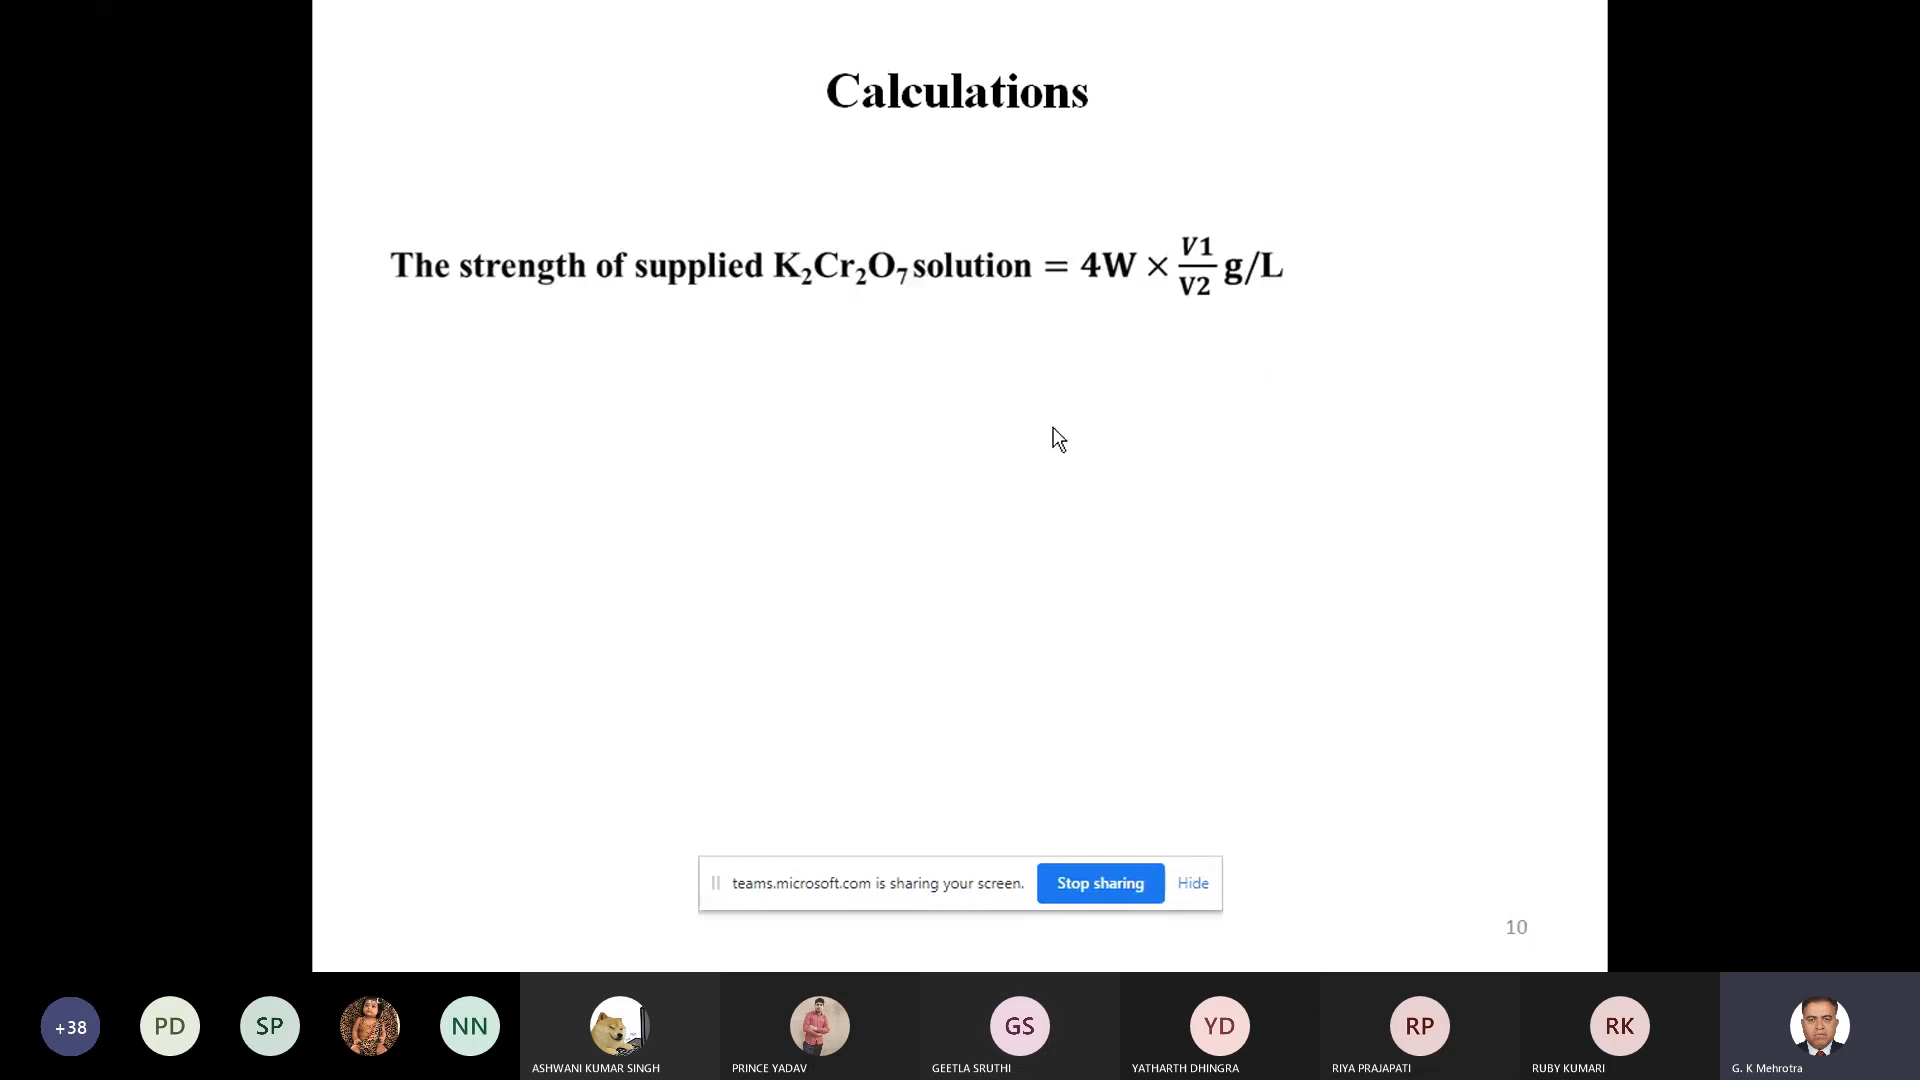 Calculations
The strength of supplied K₂Cr₂O₇ solution = 4W × V1/V2 g/L
teams.microsoft.com is sharing your screen. Stop sharing Hide
10
+38 PD SP NN GS YD RP RK
ASHWANI KUMAR SINGH PRINCE YADAV GEETLA SRUTHI YATHARTH DHINGRA RIYA PRAJAPATI RUBY KUMARI G. K Mehrotra